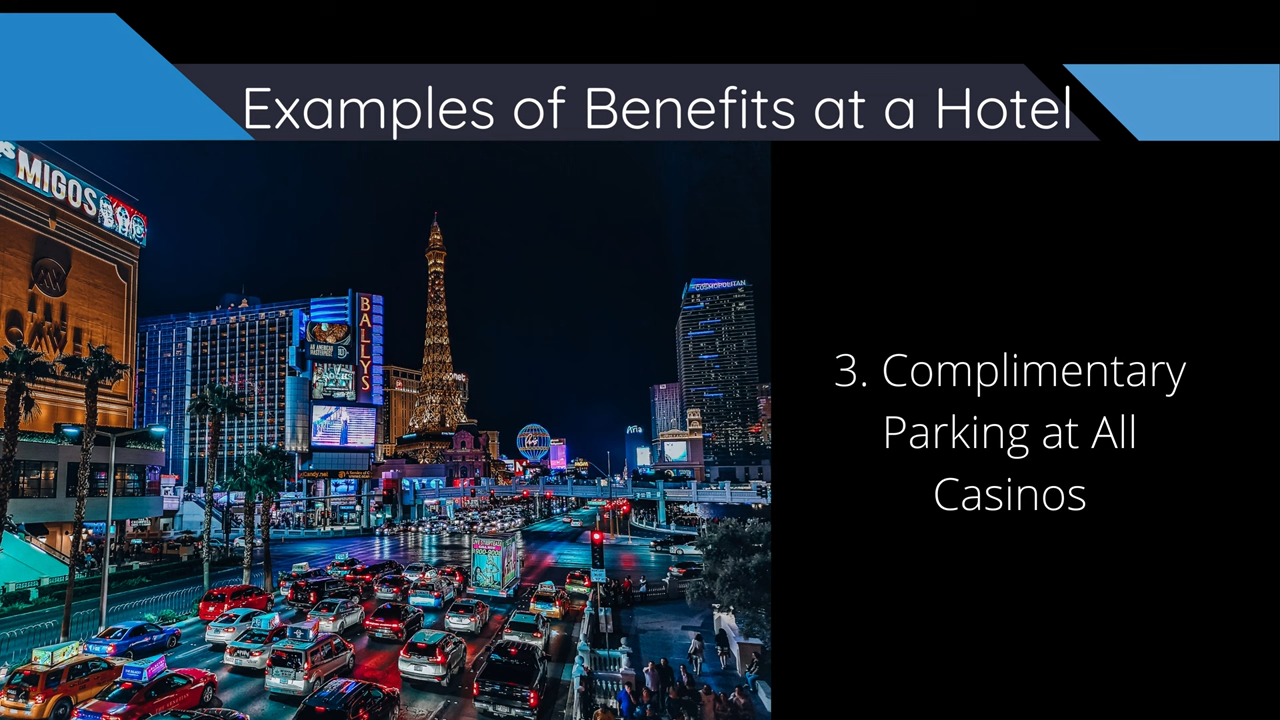 Examples of Benefits at a Hotel
MIGOS
BALLY'S
COSMOPOLITAN
3. Complimentary
Parking at All
Casinos